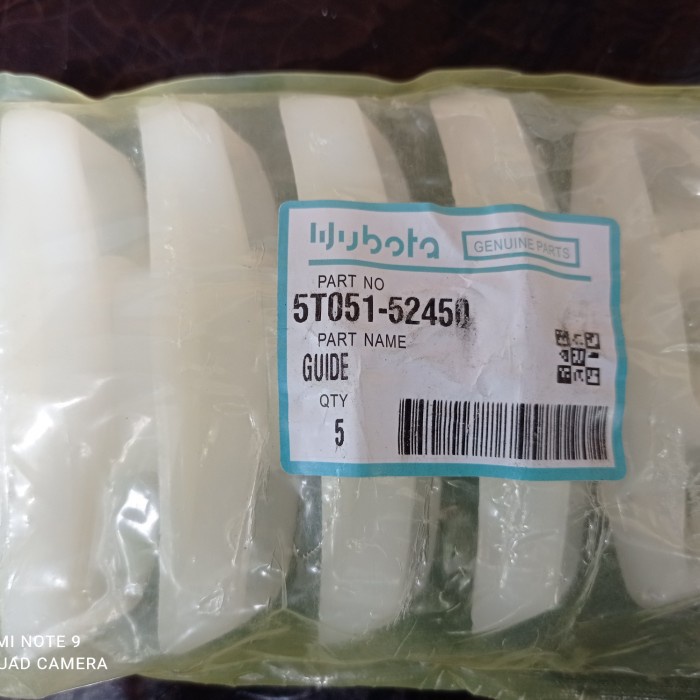 Kubota
GENUINE PARTS
PART NO
5T051-52450
PART NAME
GUIDE
QTY
5
MI NOTE 9
UAD CAMERA